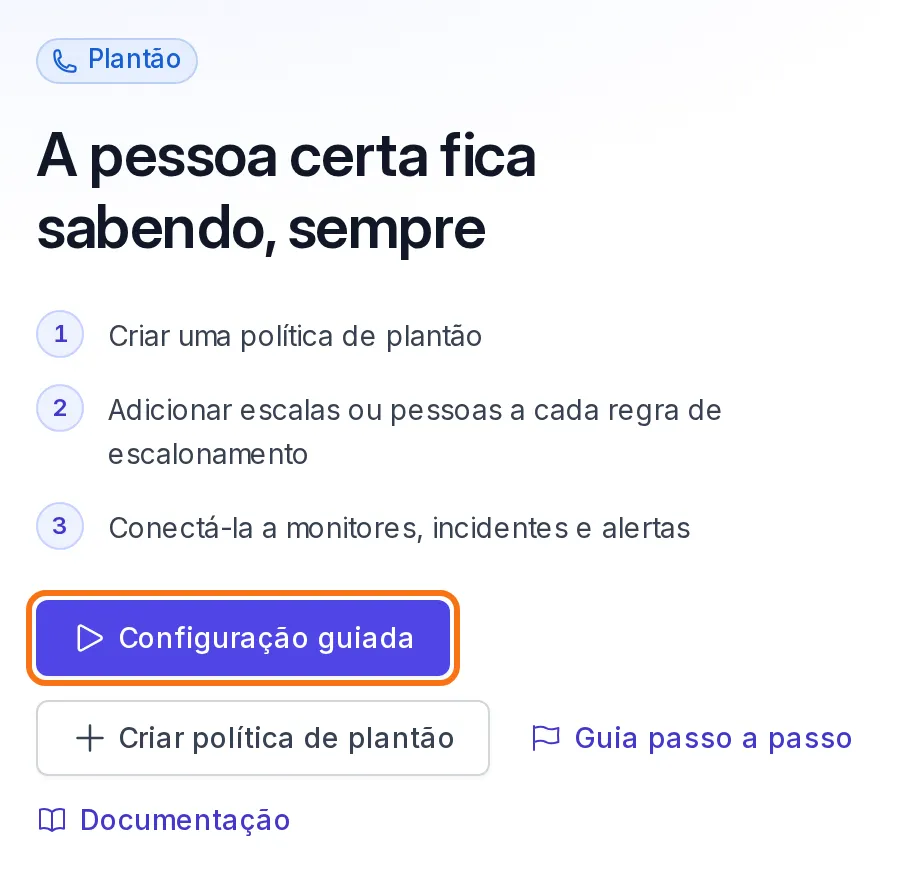 Plantão
A pessoa certa fica
sabendo, sempre
1 Criar uma política de plantão
2 Adicionar escalas ou pessoas a cada regra de
escalonamento
3 Conectá-la a monitores, incidentes e alertas
Configuração guiada
Criar política de plantão
Guia passo a passo
Documentação